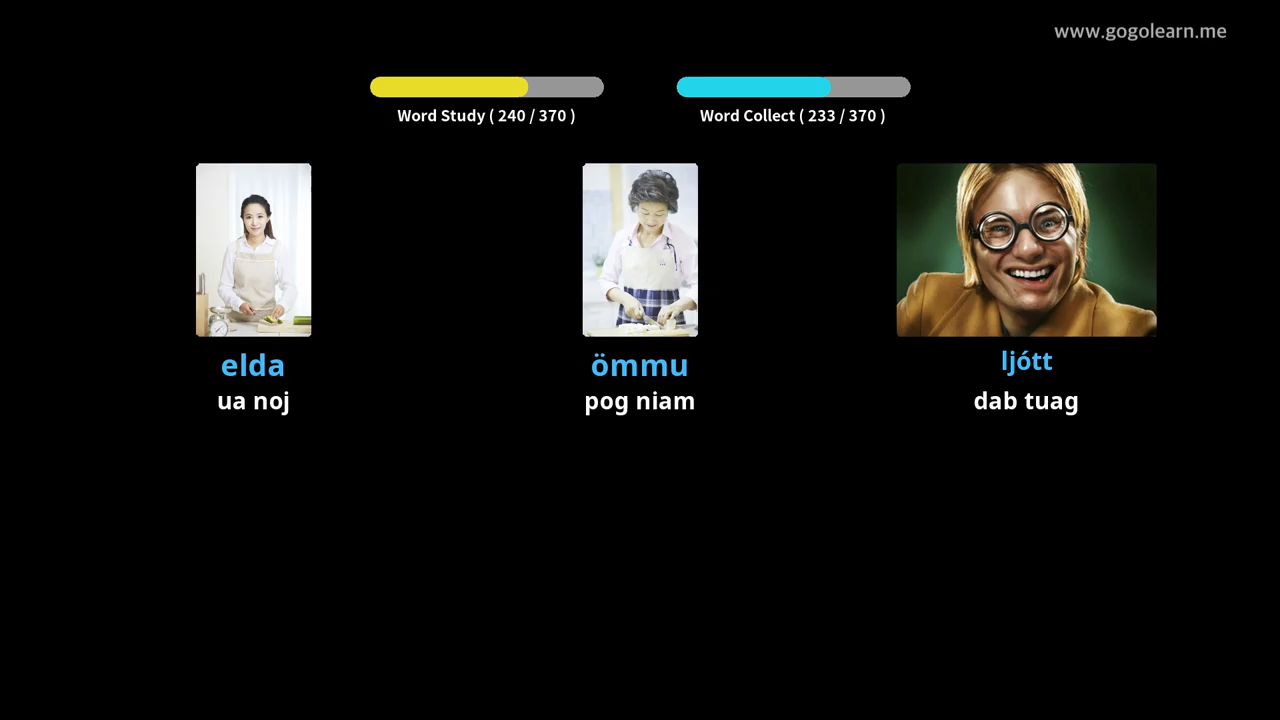 www.gogolearn.me
Word Study ( 240 / 370 )
Word Collect ( 233 / 370 )
elda
ua noj
ömmu
pog niam
ljótt
dab tuag